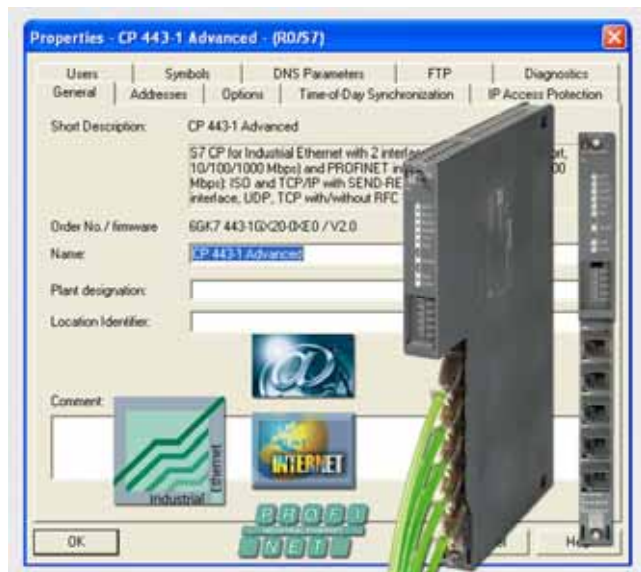 Properties - CP 443-1 Advanced - (R0/S7)
Users Symbols DNS Parameters FTP Diagnostics
General Addresses Options Time-of-Day Synchronization IP Access Protection
Short Description: CP 443-1 Advanced
S7 CP for Industrial Ethernet with 2
10/100/1000 Mbps) and PROFINET
Mbps): ISO and TCP/IP with
interface, UDP, TCP with/without RFC
Order No./ firmware 6GK7 443-1GX20-0XE0 / V2.0
Name: CP 443-1 Advanced
Plant designation:
Location Identifier:
Comment:
Industrial Ethernet
INTERNET
PROFI
NET
OK